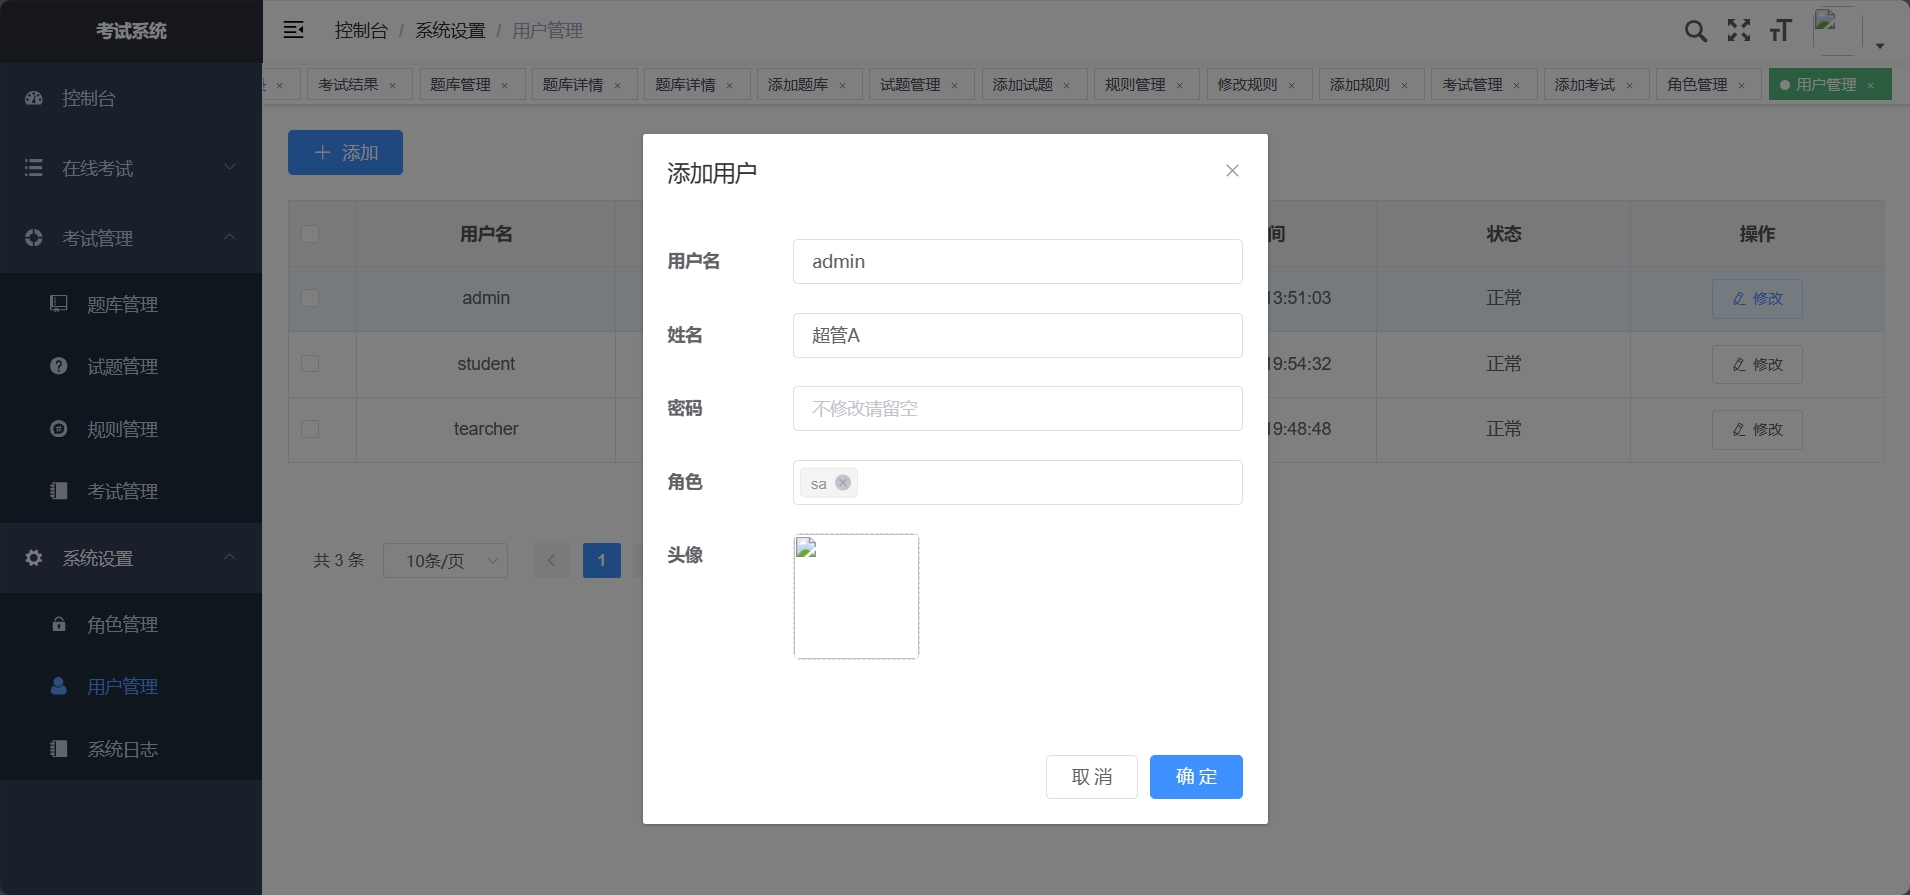 考试系统
控制台 / 系统设置 / 用户管理
考试结果 × 题库管理 × 题库详情 × 题库详情 × 添加题库 × 试题管理 × 添加试题 × 规则管理 × 修改规则 × 添加规则 × 考试管理 × 添加考试 × 角色管理 × 用户管理 ×
控制台
在线考试
考试管理
题库管理
试题管理
规则管理
考试管理
系统设置
角色管理
用户管理
系统日志
添加
用户名 间 状态 操作
admin 13:51:03 正常 修改
student 19:54:32 正常 修改
tearcher 19:48:48 正常 修改
共 3 条 10条/页 1
添加用户
用户名 admin
姓名 超管A
密码 不修改请留空
角色 sa
头像
取 消 确 定